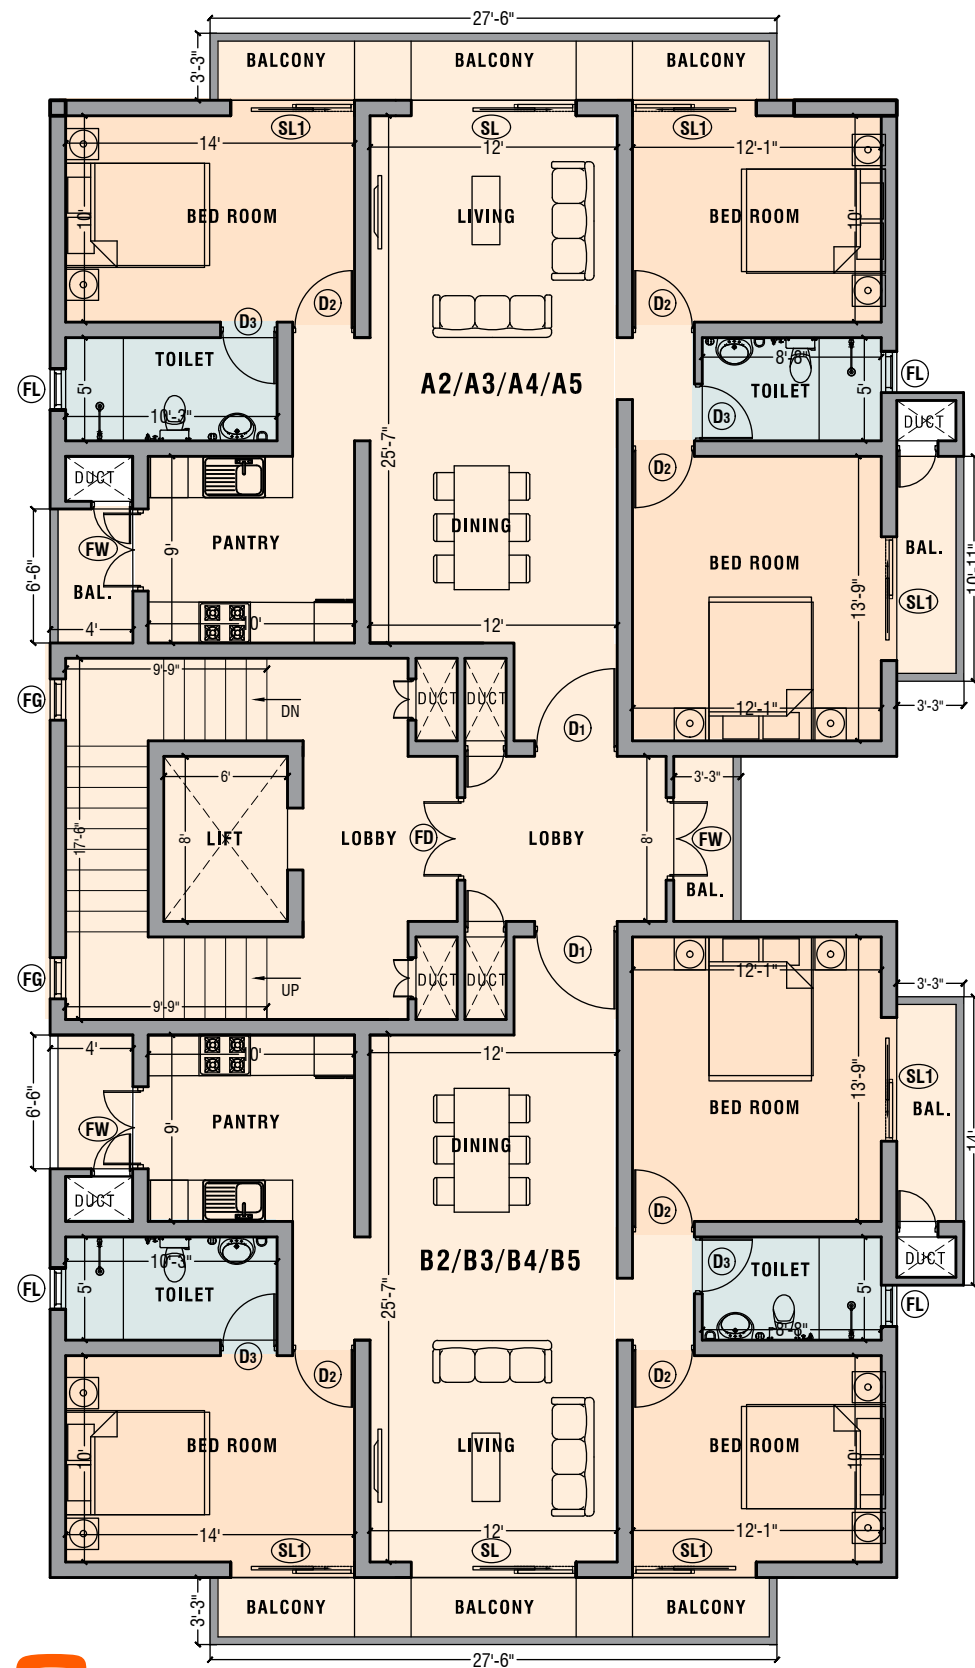 27'-6"
3'-3"
BALCONY BALCONY BALCONY
SL1 SL SL1
14' 12' 12'-1"
BED ROOM LIVING BED ROOM
10' 10'
D2 D2
D3
TOILET
8'-8"
FL 5' A2/A3/A4/A5 TOILET 5' FL
10'-3" D3
DUCT
25'-7"
D2
DUCT
DINING
FW PANTRY BED ROOM BAL.
6'-6" 9' 10'-11"
BAL. 13'-9" SL1
4' 10' 12'
9'-9"
FG DUCT DUCT
DN 12'-1" 3'-3"
D1
6' 3'-3"
17'-6" 8' LIFT LOBBY FD LOBBY 8' FW
BAL.
D1
FG DUCT DUCT 12'-1"
UP 3'-3"
9'-9"
4' 10' 12'
6'-6" 13'-9" SL1
FW PANTRY 9' BED ROOM BAL.
DINING 14'
DUCT
D2
10'-3" B2/B3/B4/B5 D3 DUCT
FL 5' TOILET 25'-7" TOILET 5' FL
8'-8"
D3
D2 D2
BED ROOM LIVING BED ROOM
10' 10'
14' 12' 12'-1"
SL1 SL SL1
BALCONY BALCONY BALCONY
3'-3"
27'-6"